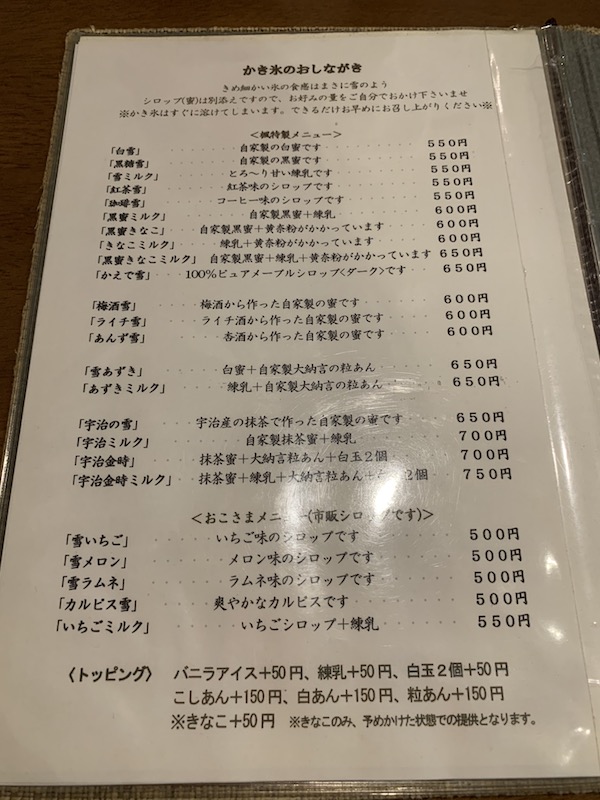 かき氷のおしながき
きめ細かい氷の食感はまさに雪のよう
シロップ(蜜)は別添えですので、お好みの量をご自分でおかけ下さいませ
※かき氷はすぐに溶けてしまいます。できるだけお早めにお召し上がりください※
＜楓特製メニュー＞
「白雪」 ・・・・・・ 自家製の白蜜です ・・・・・・ 550円
「黒糖雪」 ・・・・・・ 自家製の黒蜜です ・・・・・・ 550円
「雪ミルク」 ・・・・・ とろ～り甘い練乳です ・・・・・ 550円
「紅茶雪」 ・・・・・ 紅茶味のシロップです ・・・・・ 550円
「珈琲雪」 ・・・・ コーヒー味のシロップです ・・・・ 550円
「黒蜜ミルク」 ・・・・・ 自家製黒蜜＋練乳 ・・・・・ 600円
「黒蜜きなこ」 ・・ 自家製黒蜜＋黄奈粉がかかっています ・・ 600円
「きなこミルク」 ・・・ 練乳＋黄奈粉がかかっています ・・・ 600円
「黒蜜きなこミルク」 自家製黒蜜＋練乳＋黄奈粉がかかっています 650円
「かえで雪」 ・・・ 100％ピュアメープルシロップ<ダーク>です ・・・ 650円
「梅酒雪」 ・・・・ 梅酒から作った自家製の蜜です ・・・・ 600円
「ライチ雪」 ・・・・ ライチ酒から作った自家製の蜜です ・・・・ 600円
「あんず雪」 ・・・・ 杏酒から作った自家製の蜜です ・・・・ 600円
「雪あずき」 ・・・・ 白蜜＋自家製大納言の粒あん ・・・・・ 650円
「あずきミルク」 ・・・・ 練乳＋自家製大納言の粒あん ・・・・ 650円
「宇治の雪」 ・・・ 宇治産の抹茶で作った自家製の蜜です ・・・ 650円
「宇治ミルク」 ・・・・・・ 自家製抹茶蜜＋練乳 ・・・・・・ 700円
「宇治金時」 ・・・ 抹茶蜜＋大納言粒あん＋白玉２個 ・・・ 700円
「宇治金時ミルク」 ・ 抹茶蜜＋練乳＋大納言粒あん＋白玉２個 ・ 750円
＜おこさまメニュー(市販シロップです)＞
「雪いちご」 ・・・・・ いちご味のシロップです ・・・・・ 500円
「雪メロン」 ・・・・・ メロン味のシロップです ・・・・・ 500円
「雪ラムネ」 ・・・・・ ラムネ味のシロップです ・・・・・ 500円
「カルピス雪」 ・・・・・ 爽やかなカルピスです ・・・・・ 500円
「いちごミルク」 ・・・・・ いちごシロップ＋練乳 ・・・・・ 550円
〈トッピング〉 バニラアイス＋50円、練乳＋50円、白玉２個＋50円
こしあん＋150円、白あん＋150円、粒あん＋150円
※きなこ＋50円 ※きなこのみ、予めかけた状態での提供となります。